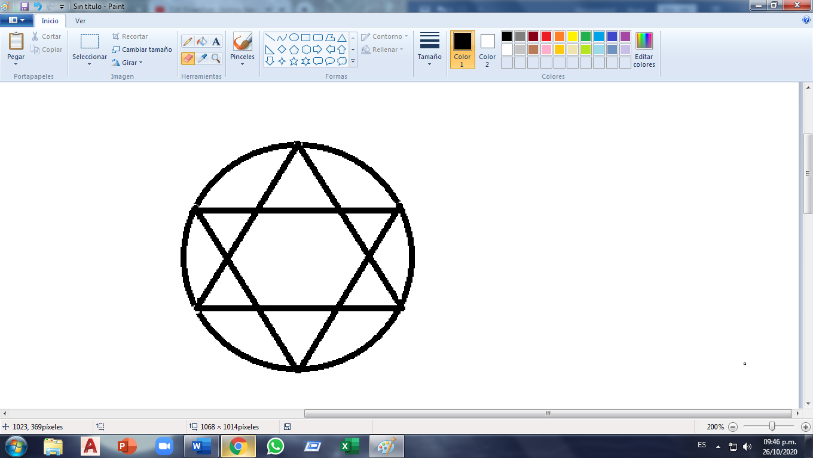 Sin título - Paint
Inicio Ver
Pegar
Cortar
Copiar
Portapapeles
Seleccionar
Recortar
Cambiar tamaño
Girar
Imagen
A
Herramientas
Pinceles
Contorno
Rellenar
Formas
Tamaño
Color 1
Color 2
Editar colores
Colores
1023, 369píxeles
1068 × 1014píxeles
200%
ES
09:46 p.m.
26/10/2020